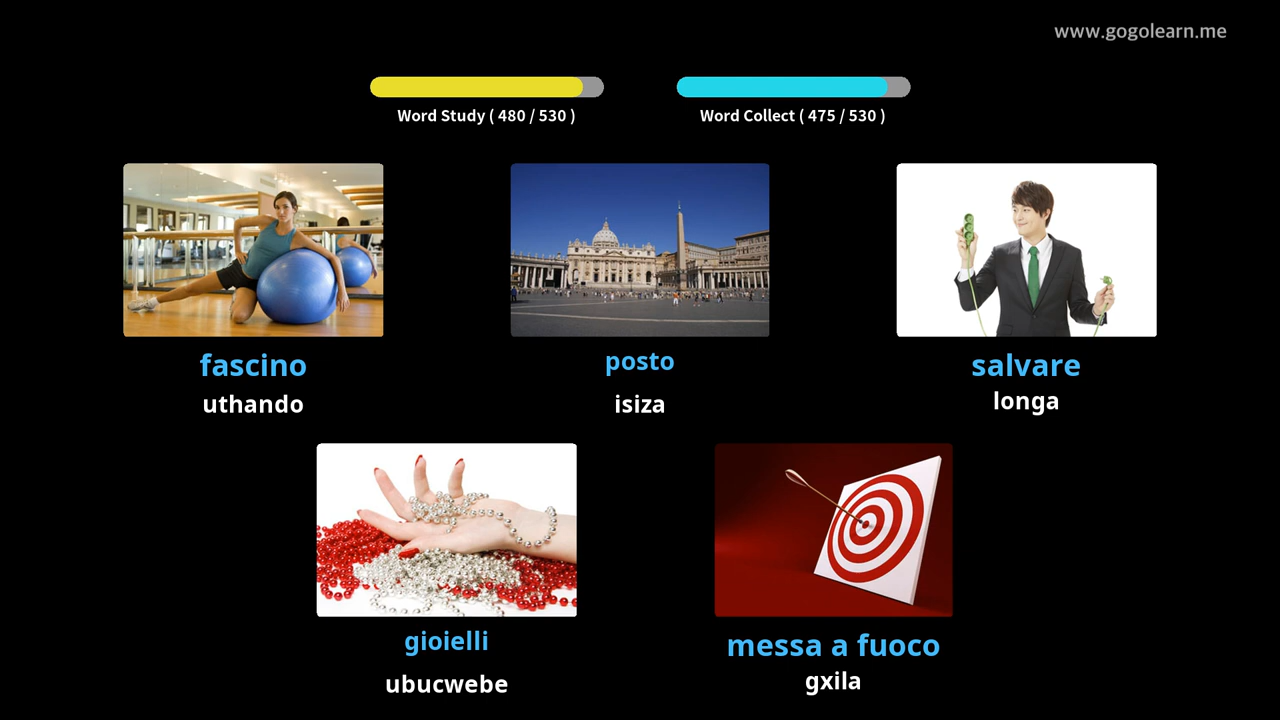 www.gogolearn.me
Word Study ( 480 / 530 )
Word Collect ( 475 / 530 )
fascino
uthando
posto
isiza
salvare
longa
gioielli
ubucwebe
messa a fuoco
gxila